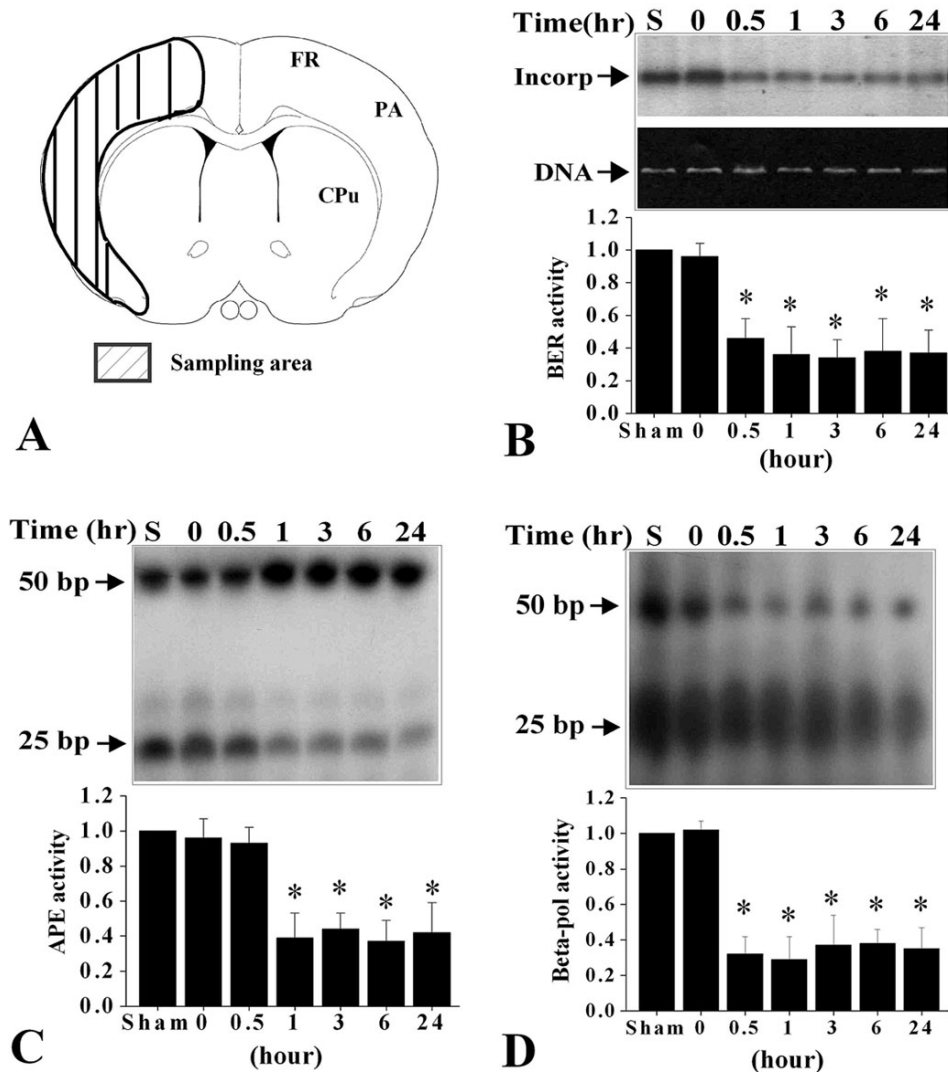 FR
PA
CPu
Sampling area
A
Time(hr) S 0 0.5 1 3 6 24
Incorp
DNA
BER activity
1.2
1.0
0.8
0.6
0.4
0.2
0.0
* * * * *
Sham 0 0.5 1 3 6 24
(hour)
B
Time (hr) S 0 0.5 1 3 6 24
50 bp
25 bp
APE activity
1.2
1.0
0.8
0.6
0.4
0.2
0.0
* * * *
Sham 0 0.5 1 3 6 24
(hour)
C
Time(hr) S 0 0.5 1 3 6 24
50 bp
25 bp
Beta-pol activity
1.2
1.0
0.8
0.6
0.4
0.2
0.0
* * * * *
Sham 0 0.5 1 3 6 24
(hour)
D